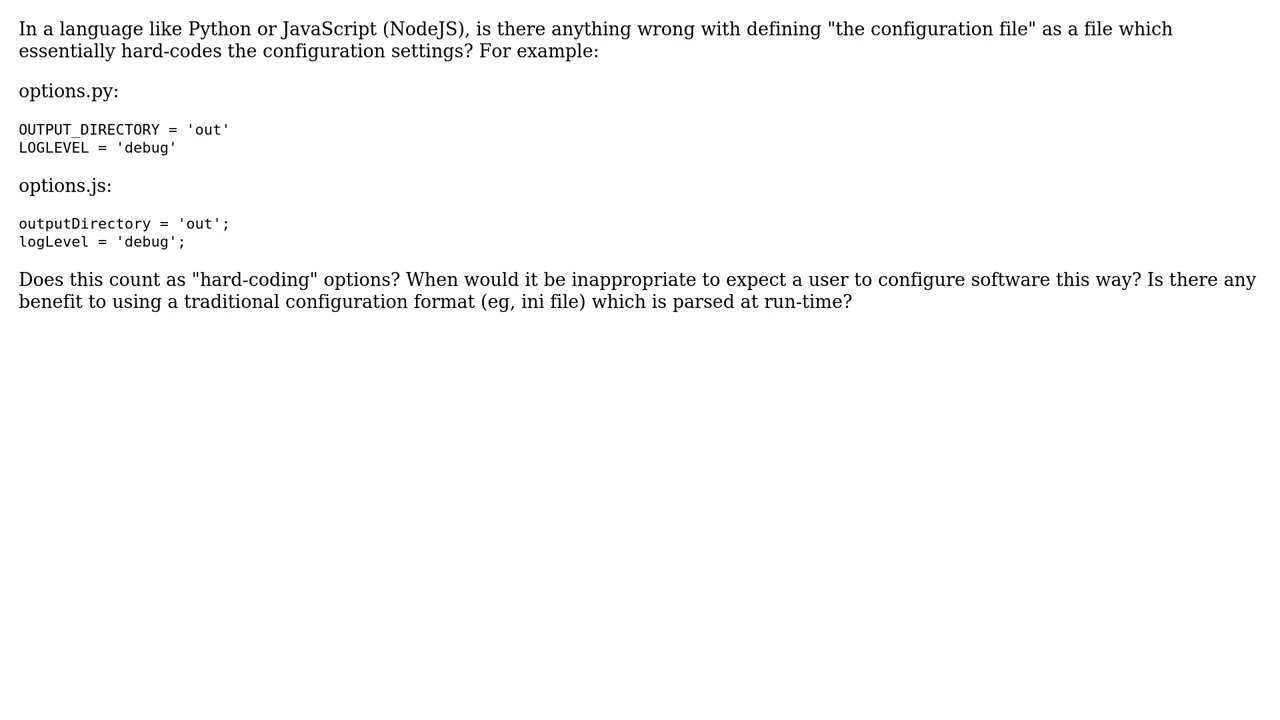 In a language like Python or JavaScript (NodeJS), is there anything wrong with defining "the configuration file" as a file which
essentially hard-codes the configuration settings? For example:
options.py:
OUTPUT_DIRECTORY = 'out'
LOGLEVEL = 'debug'
options.js:
outputDirectory = 'out';
logLevel = 'debug';
Does this count as "hard-coding" options? When would it be inappropriate to expect a user to configure software this way? Is there any
benefit to using a traditional configuration format (eg, ini file) which is parsed at run-time?